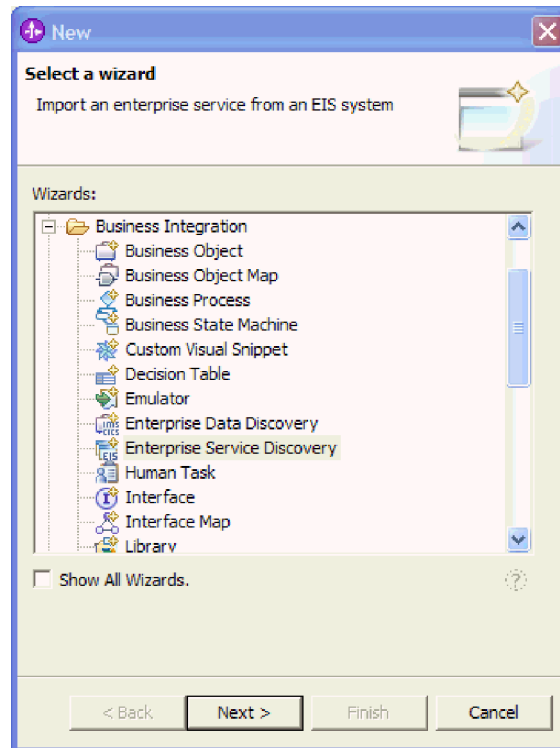 New
Select a wizard
Import an enterprise service from an EIS system
Wizards:
Business Integration
Business Object
Business Object Map
Business Process
Business State Machine
Custom Visual Snippet
Decision Table
Emulator
Enterprise Data Discovery
Enterprise Service Discovery
Human Task
Interface
Interface Map
Library
Show All Wizards.
< Back Next > Finish Cancel